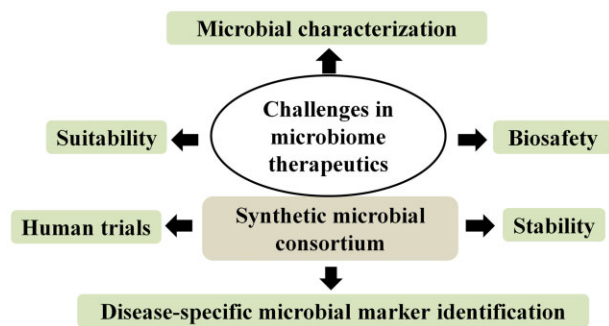 Microbial characterization
Challenges in
microbiome
therapeutics
Suitability
Biosafety
Synthetic microbial
consortium
Human trials
Stability
Disease-specific microbial marker identification